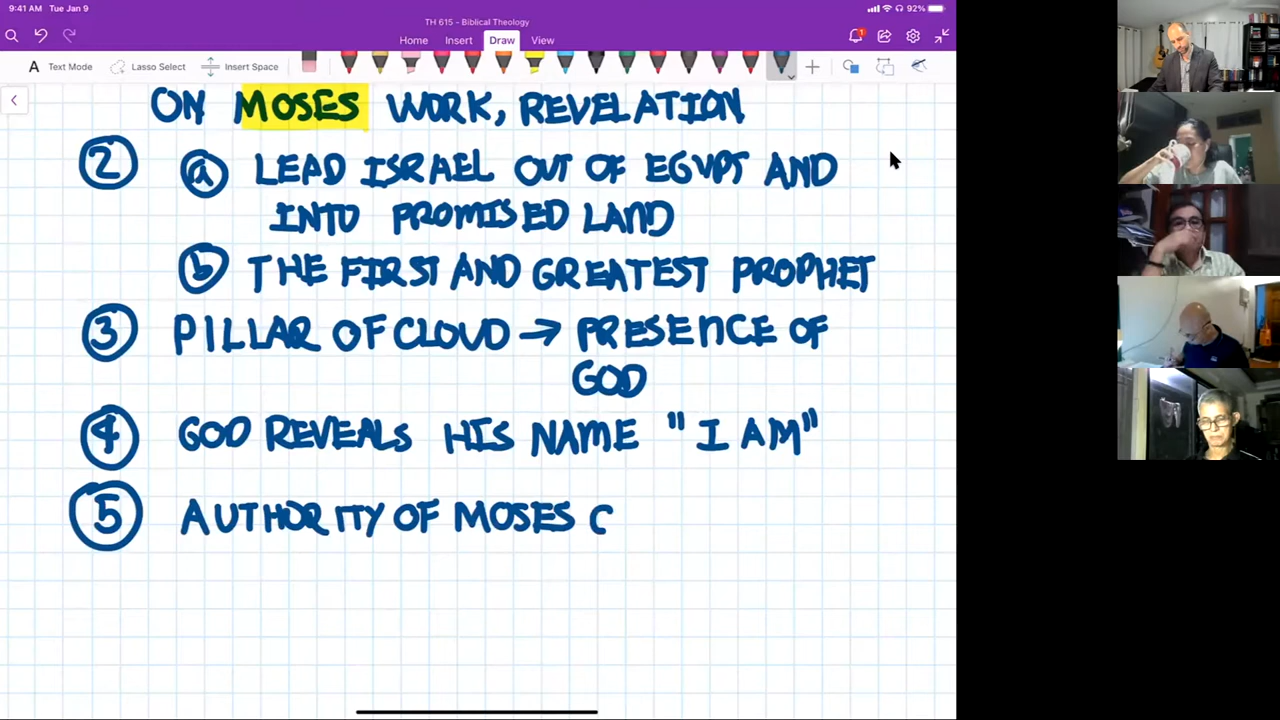 9:41 AM Tue Jan 9
92%
TH 615 - Biblical Theology
Home Insert Draw View
1
A Text Mode Lasso Select Insert Space
ON MOSES WORK, REVELATION
2 a LEAD ISRAEL OUT OF EGYPT AND
INTO PROMISED LAND
b THE FIRST AND GREATEST PROPHET
3 PILLAR OF CLOUD → PRESENCE OF
GOD
4 GOD REVEALS HIS NAME "I AM"
5 AUTHORITY OF MOSES C